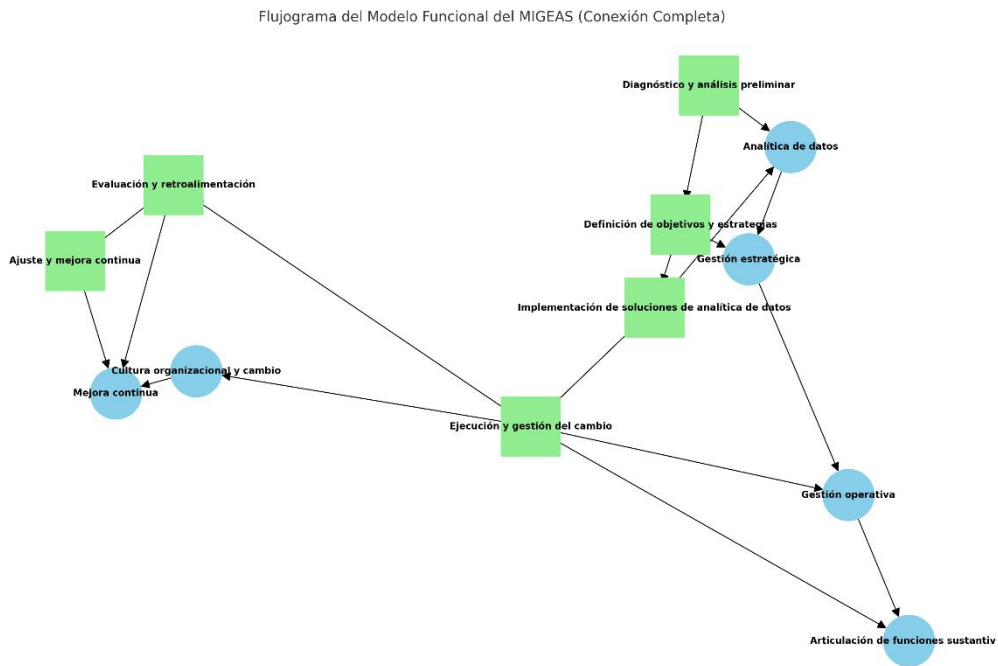 Flujograma del Modelo Funcional del MIGEAS (Conexión Completa)
Diagnóstico y análisis preliminar
Analítica de datos
Evaluación y retroalimentación
Definición de objetivos y estrategias
Ajuste y mejora continua
Gestión estratégica
Implementación de soluciones de analítica de datos
Cultura organizacional y cambio
Mejora continua
Ejecución y gestión del cambio
Gestión operativa
Articulación de funciones sustantiv